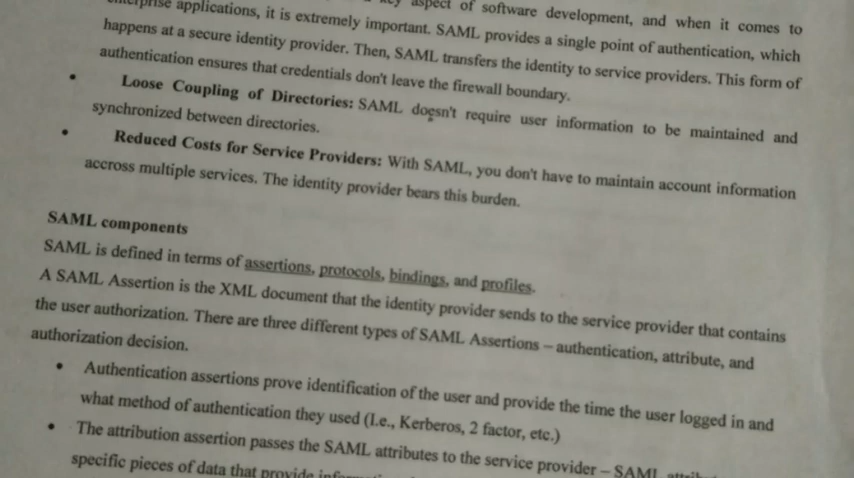 aspect of software development, and when it comes to
applications, it is extremely important. SAML provides a single point of authentication, which
happens at a secure identity provider. Then, SAML transfers the identity to service providers. This form of
authentication ensures that credentials don't leave the firewall boundary.
• Loose Coupling of Directories: SAML doesn't require user information to be maintained and
synchronized between directories.
• Reduced Costs for Service Providers: With SAML, you don't have to maintain account information
accross multiple services. The identity provider bears this burden.
SAML components
SAML is defined in terms of assertions, protocols, bindings, and profiles.
A SAML Assertion is the XML document that the identity provider sends to the service provider that contains
the user authorization. There are three different types of SAML Assertions – authentication, attribute, and
authorization decision.
• Authentication assertions prove identification of the user and provide the time the user logged in and
what method of authentication they used (I.e., Kerberos, 2 factor, etc.)
• The attribution assertion passes the SAML attributes to the service provider – SAML
specific pieces of data that provide